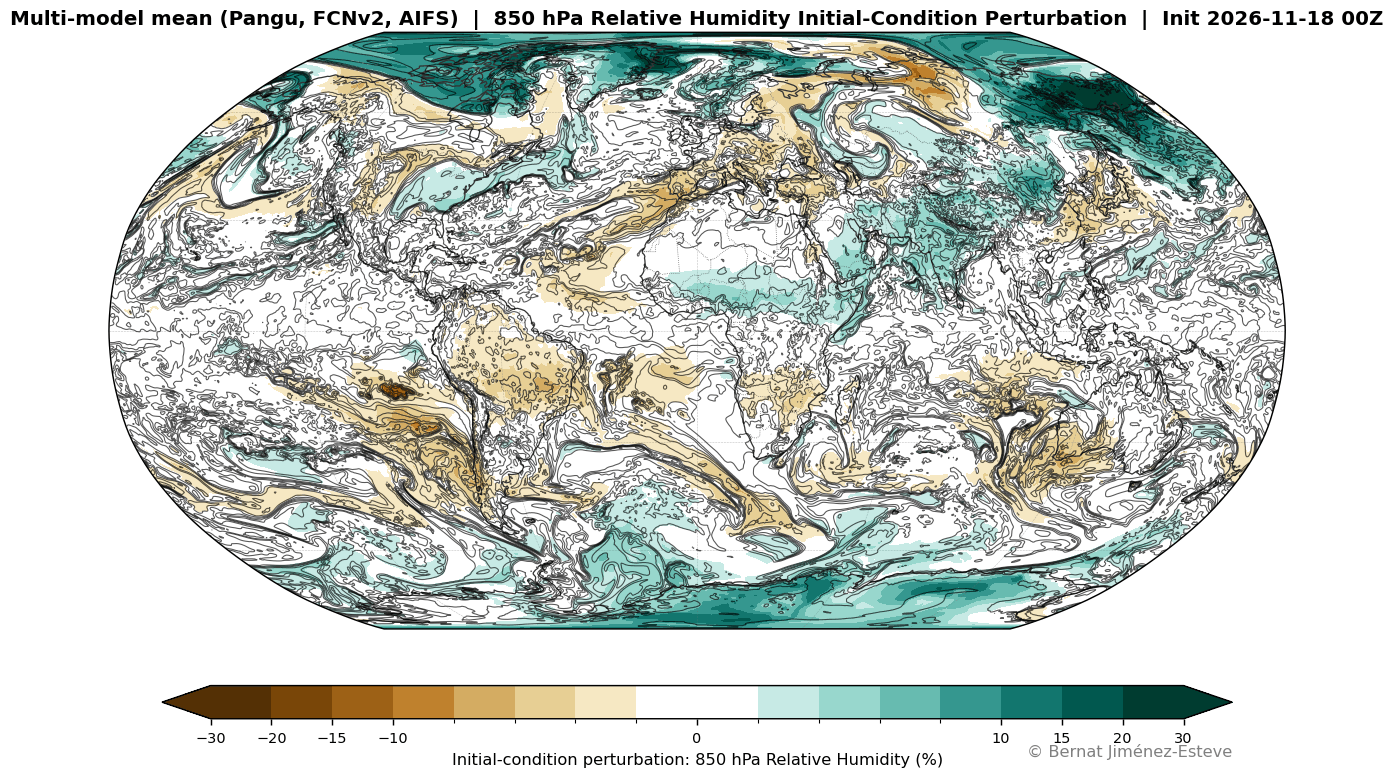 Multi-model mean (Pangu, FCNv2, AIFS)  |  850 hPa Relative Humidity Initial-Condition Perturbation  |  Init 2026-11-18 00Z
−30 −20 −15 −10 0 10 15 20 30
Initial-condition perturbation: 850 hPa Relative Humidity (%)
© Bernat Jiménez-Esteve